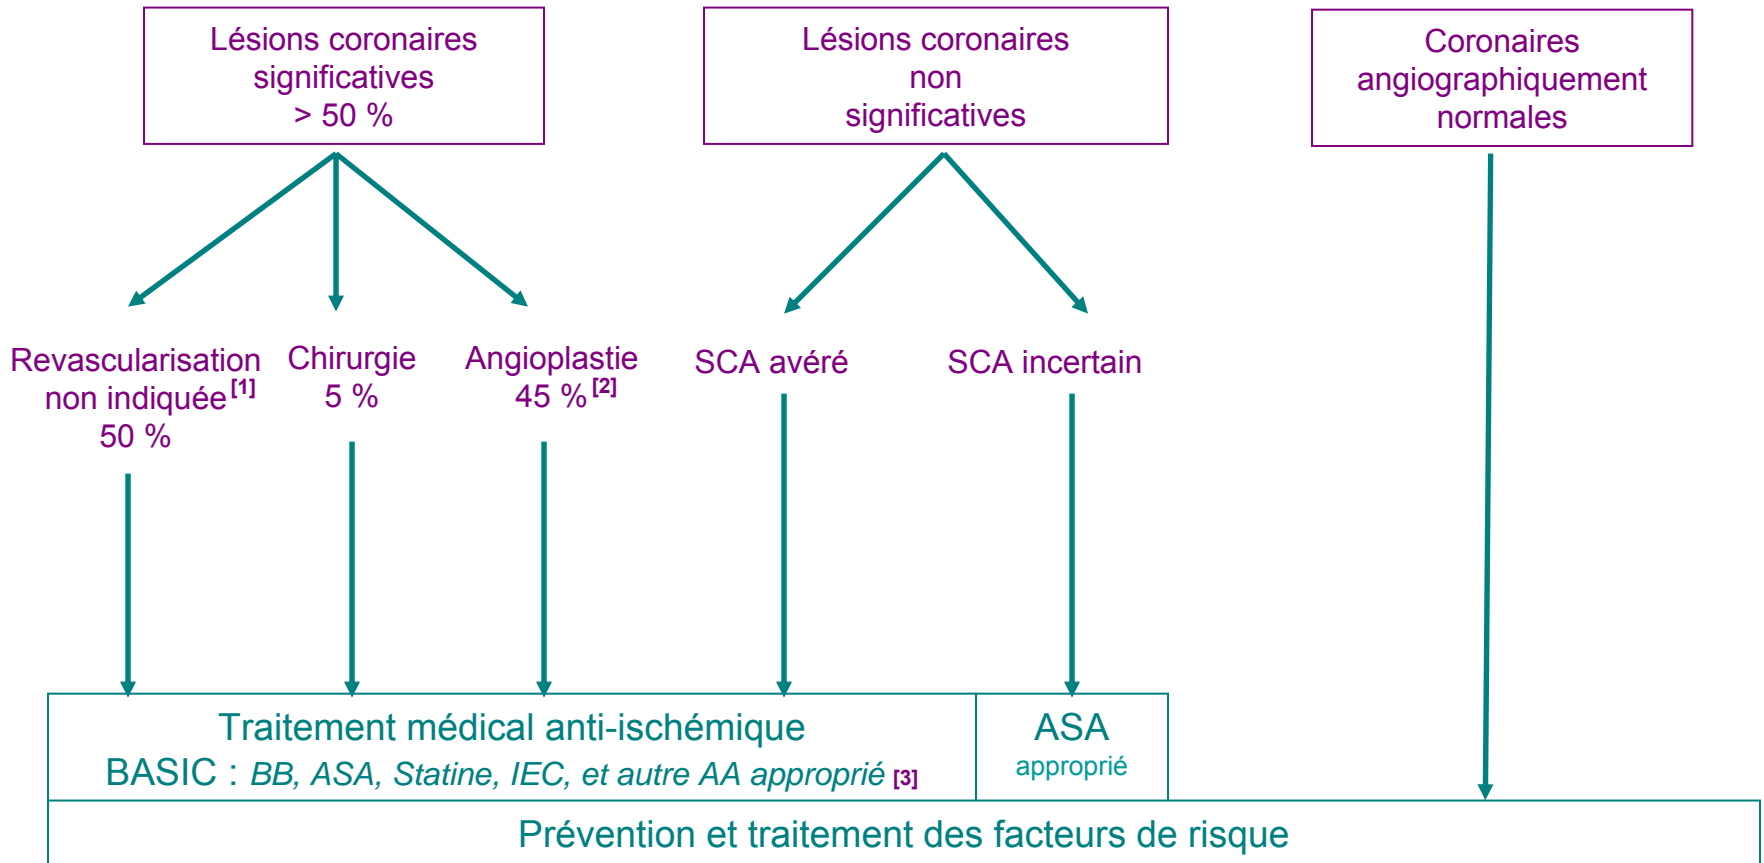 Lésions coronaires
significatives
> 50 %
Lésions coronaires
non
significatives
Coronaires
angiographiquement
normales
Revascularisation
non indiquée [1]
50 %
Chirurgie
5 %
Angioplastie
45 % [2]
SCA avéré
SCA incertain
Traitement médical anti-ischémique
BASIC : BB, ASA, Statine, IEC, et autre AA approprié [3]
ASA
approprié
Prévention et traitement des facteurs de risque